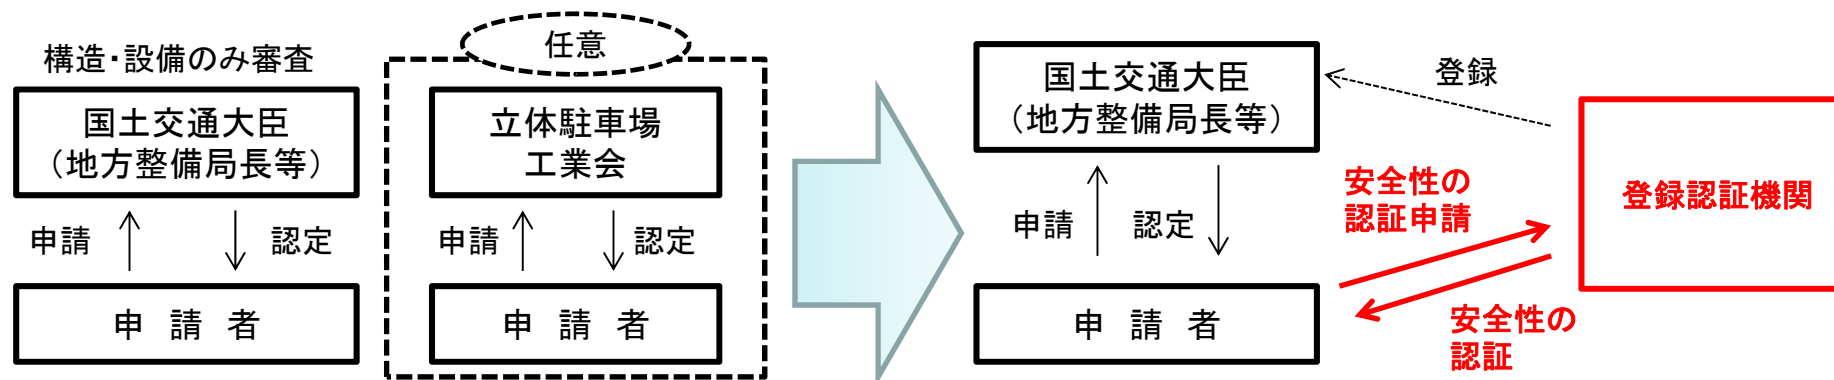 構造・設備のみ審査
国土交通大臣
（地方整備局長等）
申請
認定
申 請 者
任意
立体駐車場
工業会
申請
認定
申 請 者
国土交通大臣
（地方整備局長等）
申請
認定
申 請 者
登録
安全性の
認証申請
登録認証機関
安全性の
認証